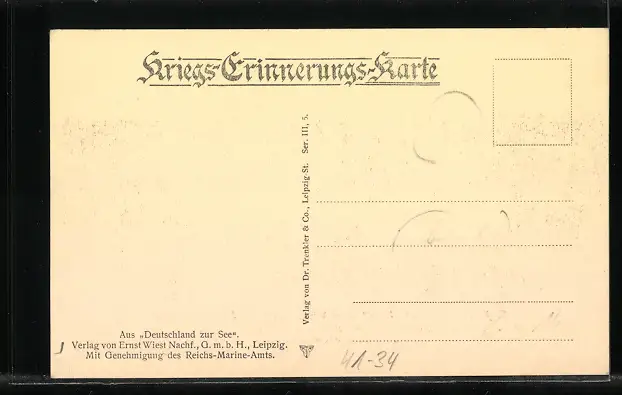 Kriegs-Erinnerungs-Karte
Verlag von Dr. Trenkler & Co., Leipzig-St. Ser. III, 5.
Aus „Deutschland zur See".
Verlag von Ernst Wiest Nachf., G. m. b. H., Leipzig.
Mit Genehmigung des Reichs-Marine-Amts.
41-34